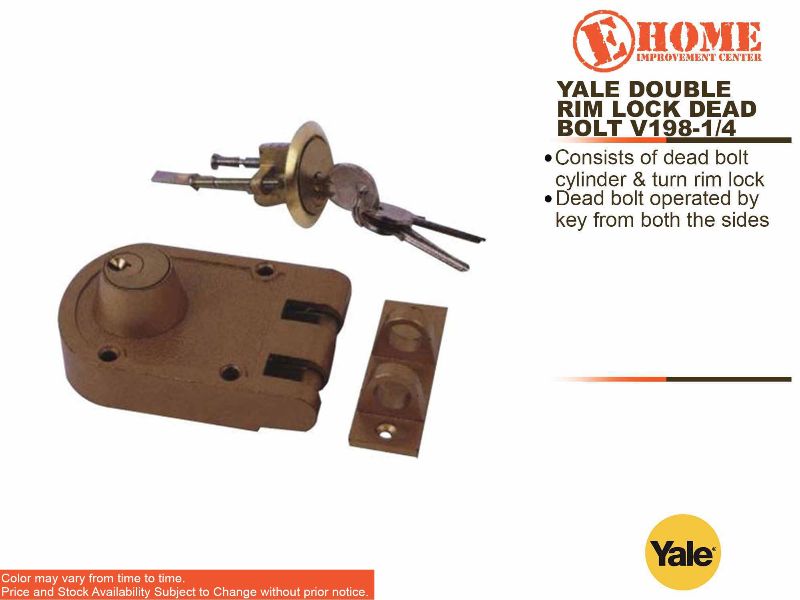 E HOME
IMPROVEMENT CENTER
YALE DOUBLE
RIM LOCK DEAD
BOLT V198-1/4
•Consists of dead bolt
cylinder & turn rim lock
•Dead bolt operated by
key from both the sides
Yale
Color may vary from time to time.
Price and Stock Availability Subject to Change without prior notice.